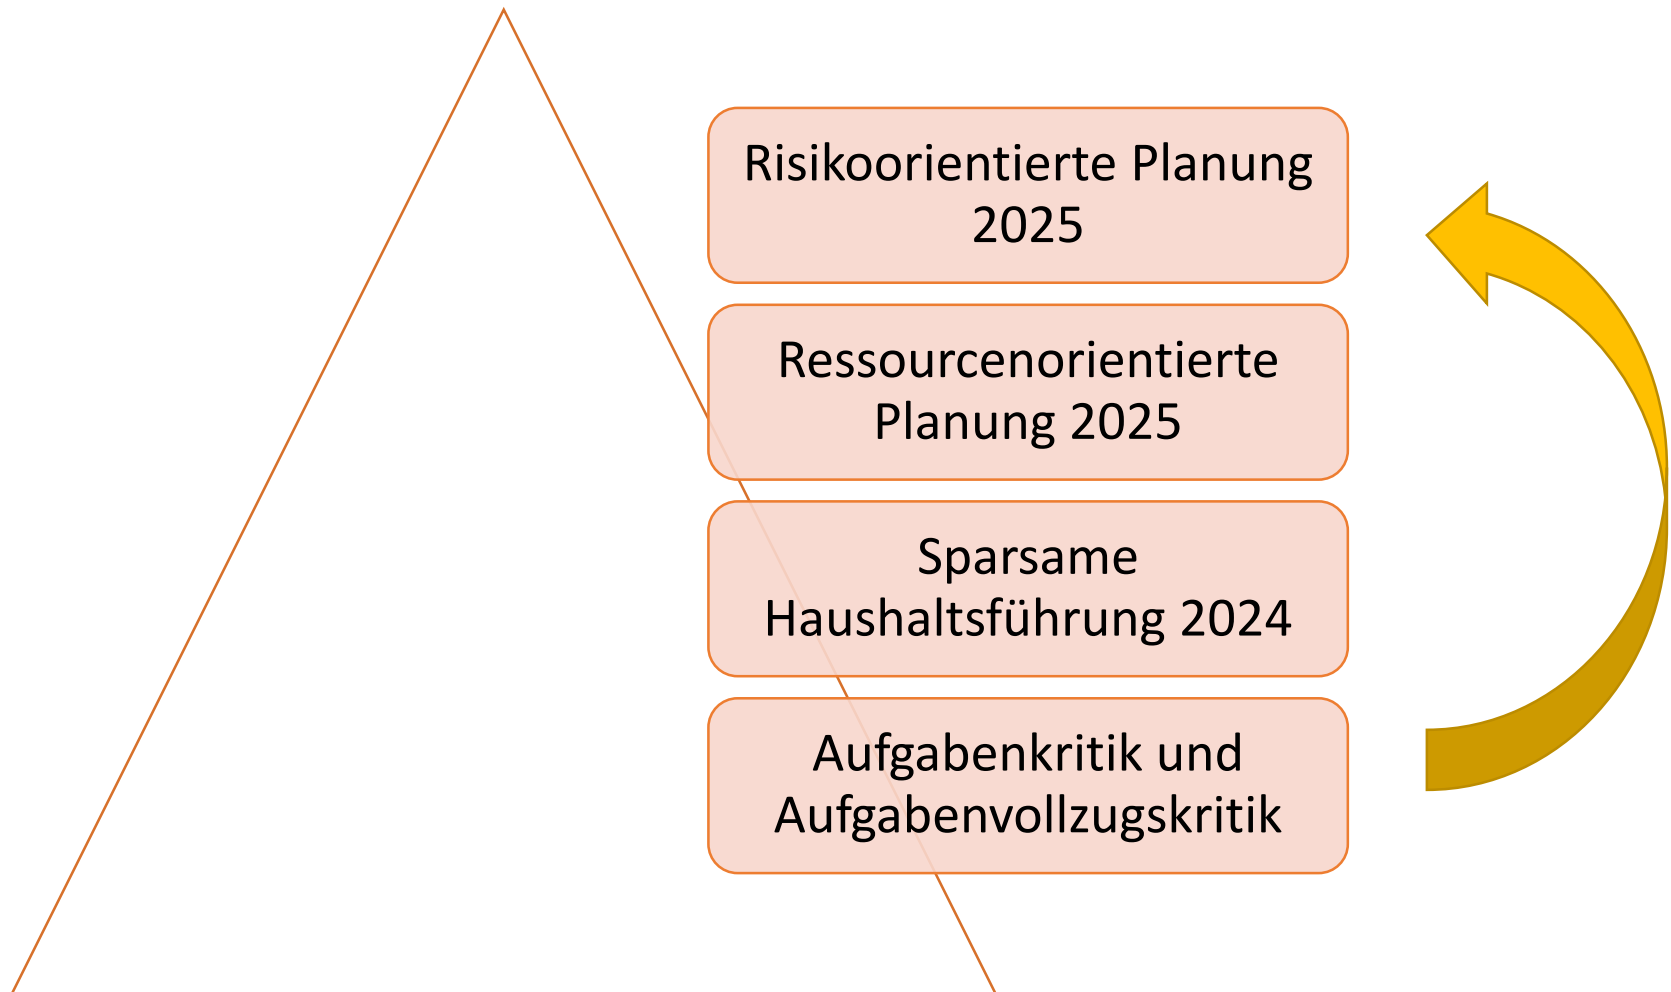 Risikoorientierte Planung
2025
Ressourcenorientierte
Planung 2025
Sparsame
Haushaltsführung 2024
Aufgabenkritik und
Aufgabenvollzugskritik